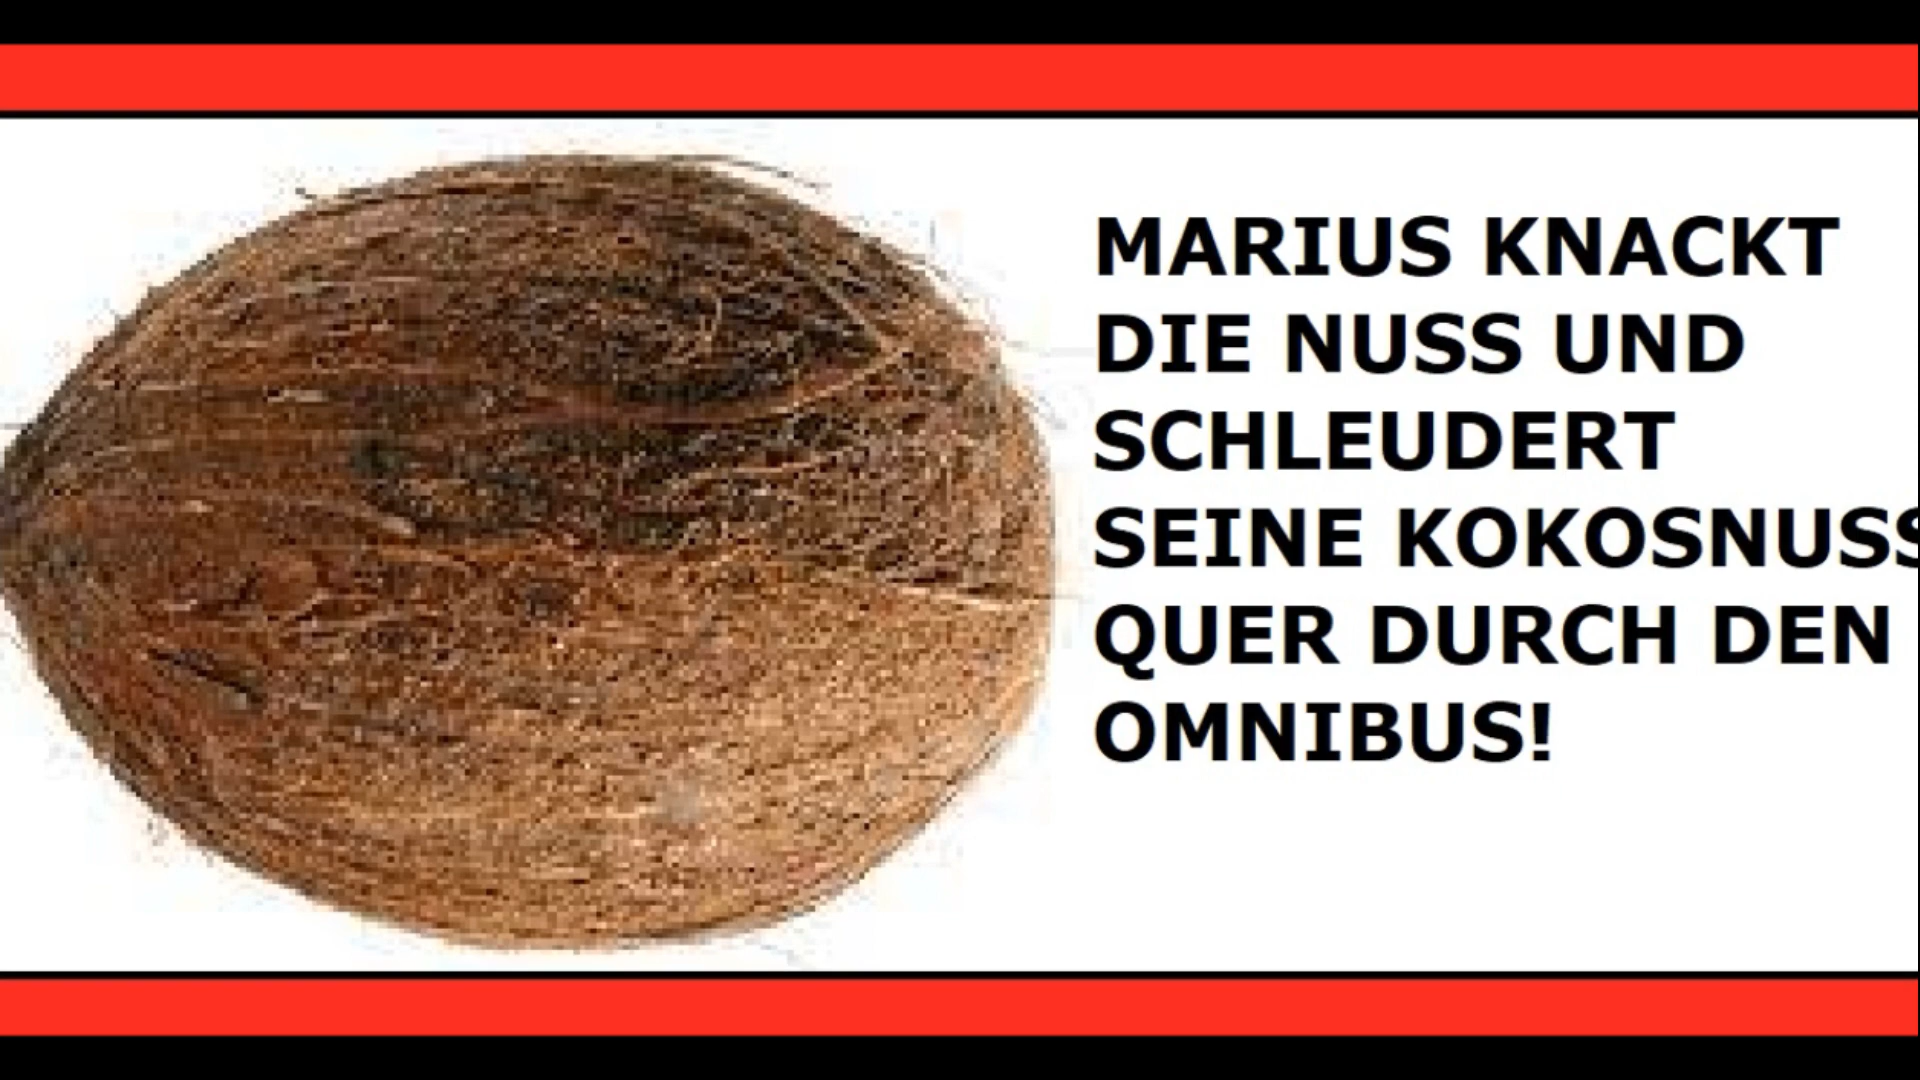 MARIUS KNACKT
DIE NUSS UND
SCHLEUDERT
SEINE KOKOSNUSS
QUER DURCH DEN
OMNIBUS!